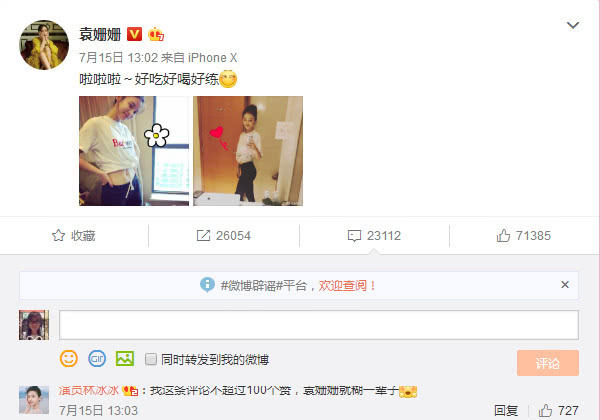 袁姗姗
7月15日 13:02 来自 iPhone X
啦啦啦～好吃好喝好练
收藏
26054
23112
71385
#微博辟谣#平台，欢迎查阅！
×
GIF
同时转发到我的微博
评论
演员林冰冰：我这条评论不超过100个赞，袁姗姗就糊一辈子
7月15日 13:03
回复
727